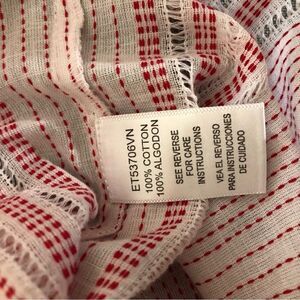 ET53706VN
100% COTTON
100% ALGODON
SEE REVERSE
FOR CARE
INSTRUCTIONS
VEA EL REVERSO
PARA INSTRUCCIONES
DE CUIDADO